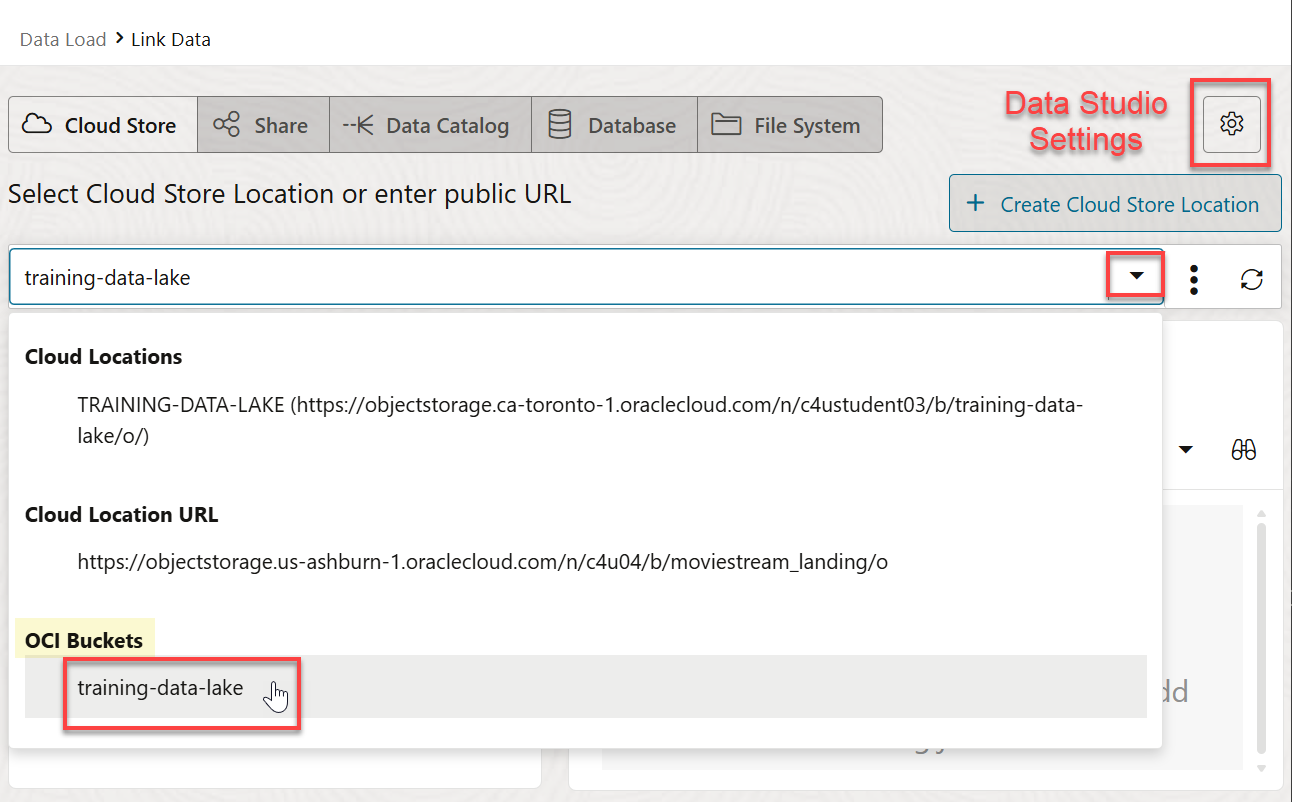 Data Load > Link Data
Cloud Store
Share
Data Catalog
Database
File System
Data Studio
Settings
Select Cloud Store Location or enter public URL
+ Create Cloud Store Location
training-data-lake
Cloud Locations
TRAINING-DATA-LAKE (https://objectstorage.ca-toronto-1.oraclecloud.com/n/c4ustudent03/b/training-data-
lake/o/)
Cloud Location URL
https://objectstorage.us-ashburn-1.oraclecloud.com/n/c4u04/b/moviestream_landing/o
OCI Buckets
training-data-lake